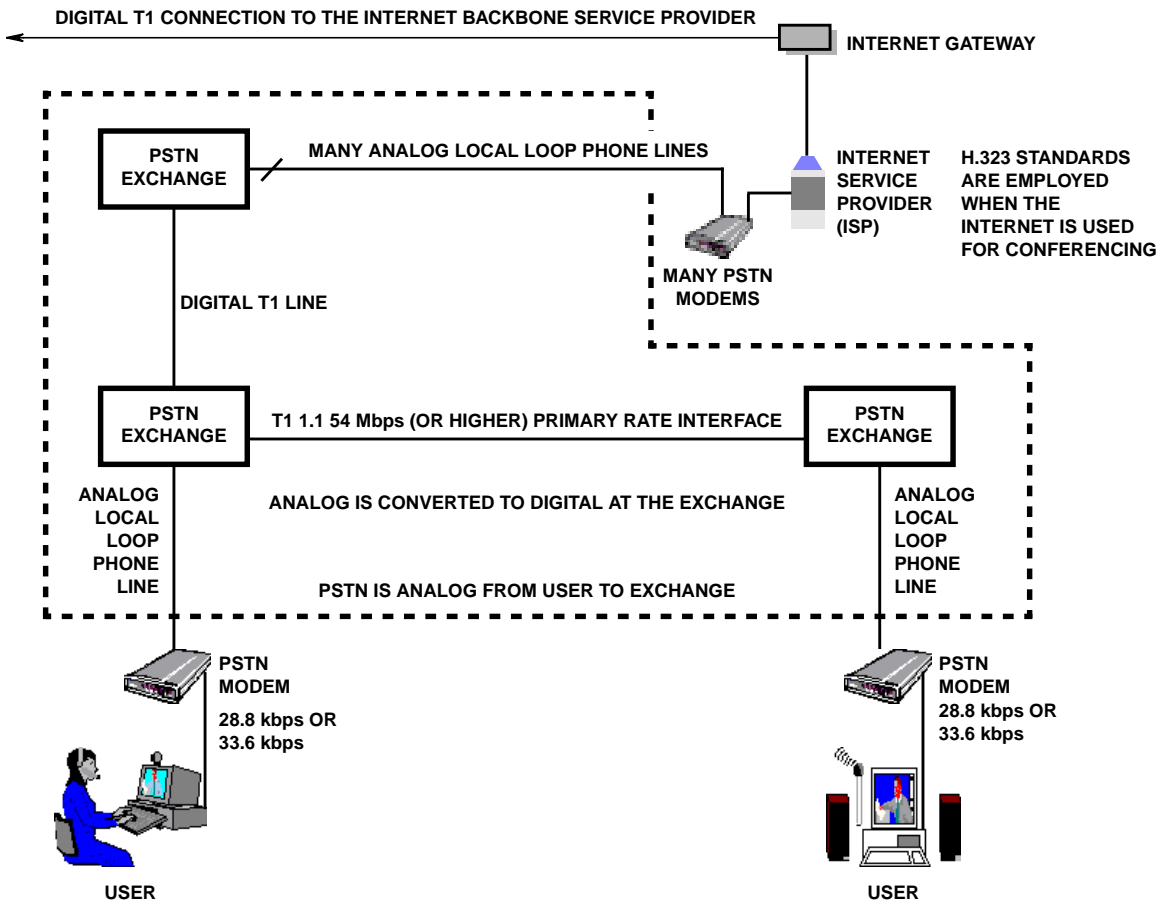 DIGITAL T1 CONNECTION TO THE INTERNET BACKBONE SERVICE PROVIDER
INTERNET GATEWAY
PSTN
EXCHANGE
MANY ANALOG LOCAL LOOP PHONE LINES
INTERNET
SERVICE
PROVIDER
(ISP)
H.323 STANDARDS
ARE EMPLOYED
WHEN THE
INTERNET IS USED
FOR CONFERENCING
MANY PSTN
MODEMS
DIGITAL T1 LINE
PSTN
EXCHANGE
T1 1.1 54 Mbps (OR HIGHER) PRIMARY RATE INTERFACE
PSTN
EXCHANGE
ANALOG
LOCAL
LOOP
PHONE
LINE
ANALOG IS CONVERTED TO DIGITAL AT THE EXCHANGE
PSTN IS ANALOG FROM USER TO EXCHANGE
ANALOG
LOCAL
LOOP
PHONE
LINE
PSTN
MODEM
28.8 kbps OR
33.6 kbps
PSTN
MODEM
28.8 kbps OR
33.6 kbps
USER
USER